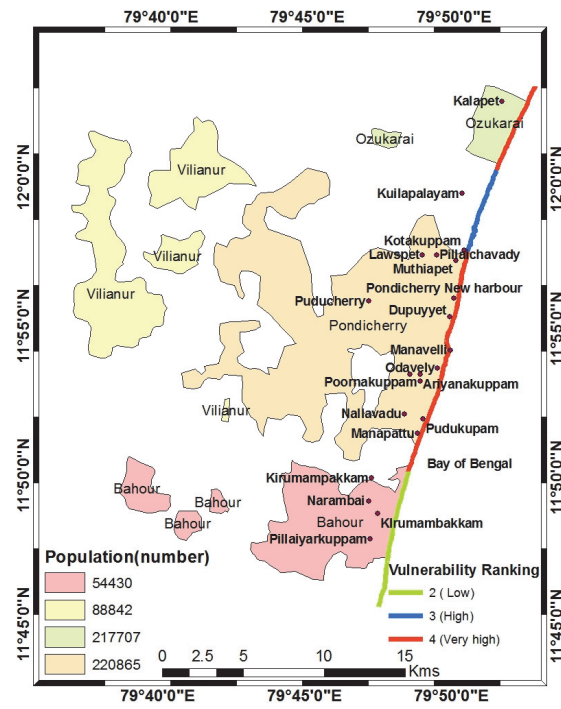 79°40'0"E 79°45'0"E 79°50'0"E
12°0'0"N
11°55'0"N
11°50'0"N
11°45'0"N
Kalapet
Ozukarai
Ozukarai
Vilianur
Kuilapalayam
Kotakuppam
Lawspet
Pillaichavady
Muthiapet
Vilianur
Vilianur
Pondicherry New harbour
Puducherry
Dupuyyet
Pondicherry
Manavelli
Odavely
Poornakuppam
Ariyanakuppam
Vilianur
Nallavadu
Pudukupam
Manapattu
Bay of Bengal
Kirumampakkam
Bahour
Bahour
Narambai
Bahour
Bahour
Kirumambakkam
Pillaiyarkuppam
Population(number)
54430
88842
217707
220865
Vulnerability Ranking
2 ( Low)
3 (High)
4 (Very high)
0 2.5 5 10 15
Kms
12°0'0"N
11°55'0"N
11°50'0"N
11°45'0"N
79°40'0"E 79°45'0"E 79°50'0"E